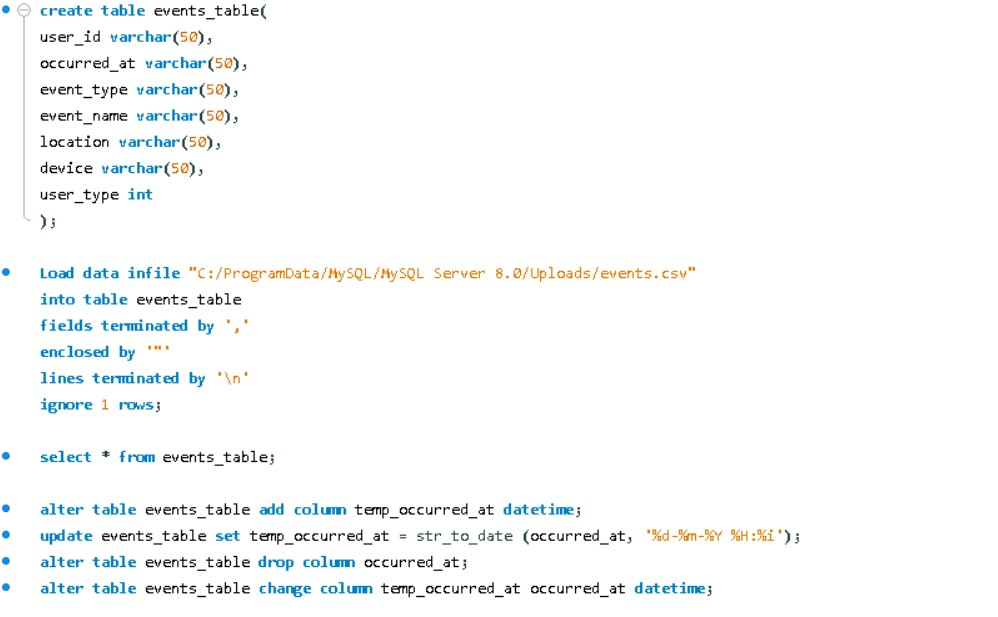 create table events_table(
user_id varchar(50),
occurred_at varchar(50),
event_type varchar(50),
event_name varchar(50),
location varchar(50),
device varchar(50),
user_type int
);
Load data infile "C:/ProgramData/MySQL/MySQL Server 8.0/Uploads/events.csv"
into table events_table
fields terminated by ','
enclosed by '"'
lines terminated by '\n'
ignore 1 rows;
select * from events_table;
alter table events_table add column temp_occurred_at datetime;
update events_table set temp_occurred_at = str_to_date (occurred_at, '%d-%m-%Y %H:%i');
alter table events_table drop column occurred_at;
alter table events_table change column temp_occurred_at occurred_at datetime;